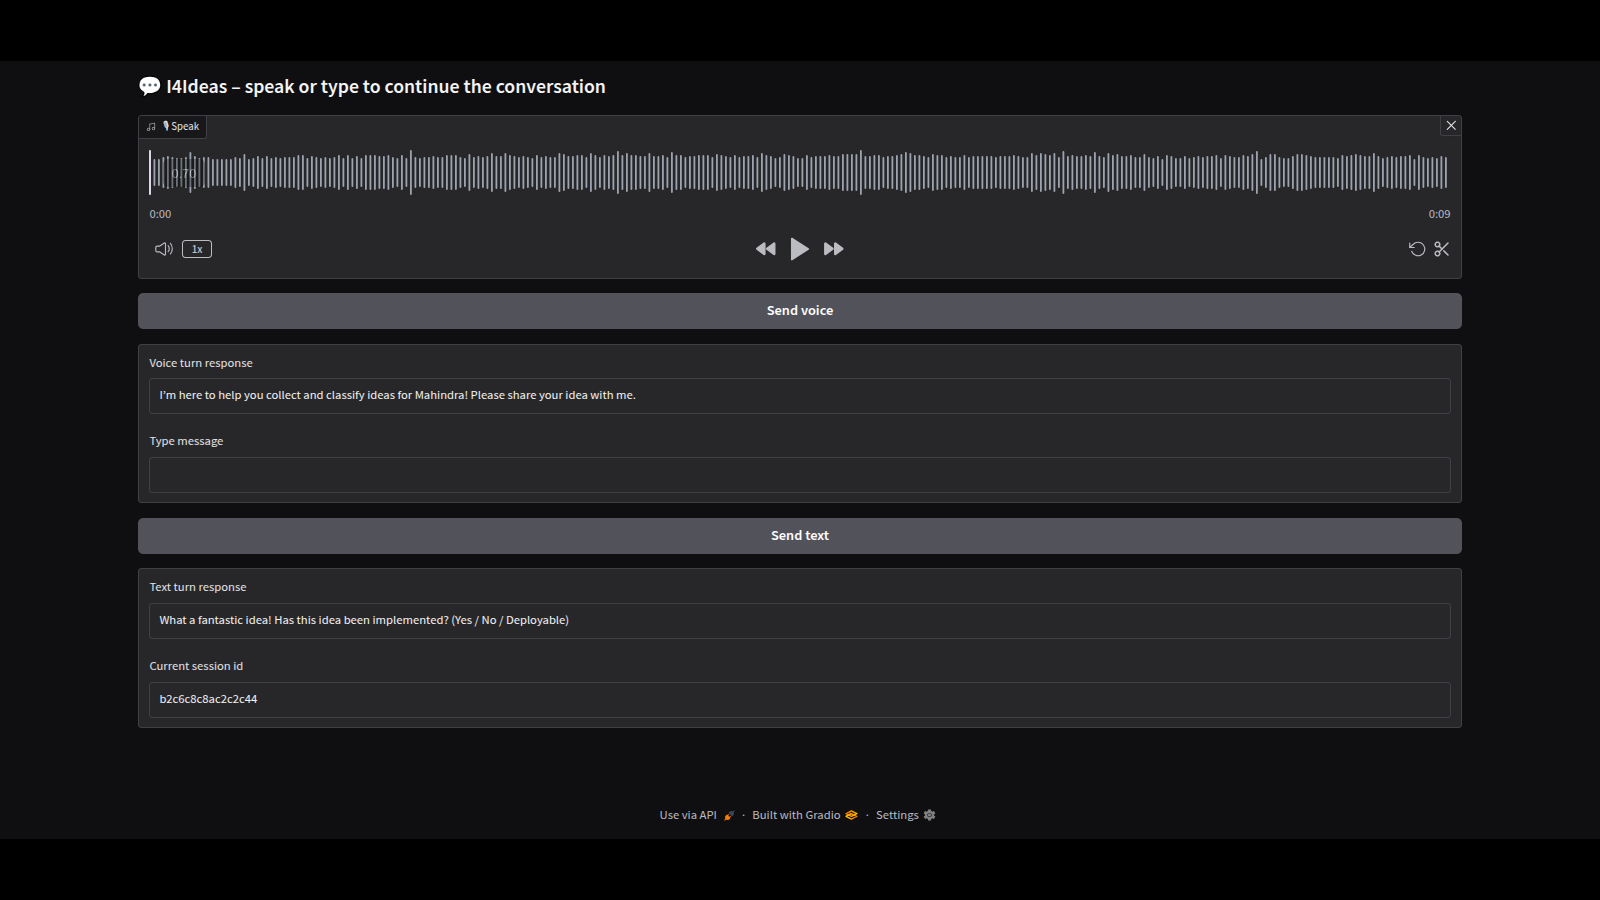 💬 I4Ideas – speak or type to continue the conversation
🎙 Speak
0:70
0:00
0:09
1x
Send voice
Voice turn response
I'm here to help you collect and classify ideas for Mahindra! Please share your idea with me.
Type message
Send text
Text turn response
What a fantastic idea! Has this idea been implemented? (Yes / No / Deployable)
Current session id
b2c6c8c8ac2c2c44
Use via API · Built with Gradio · Settings